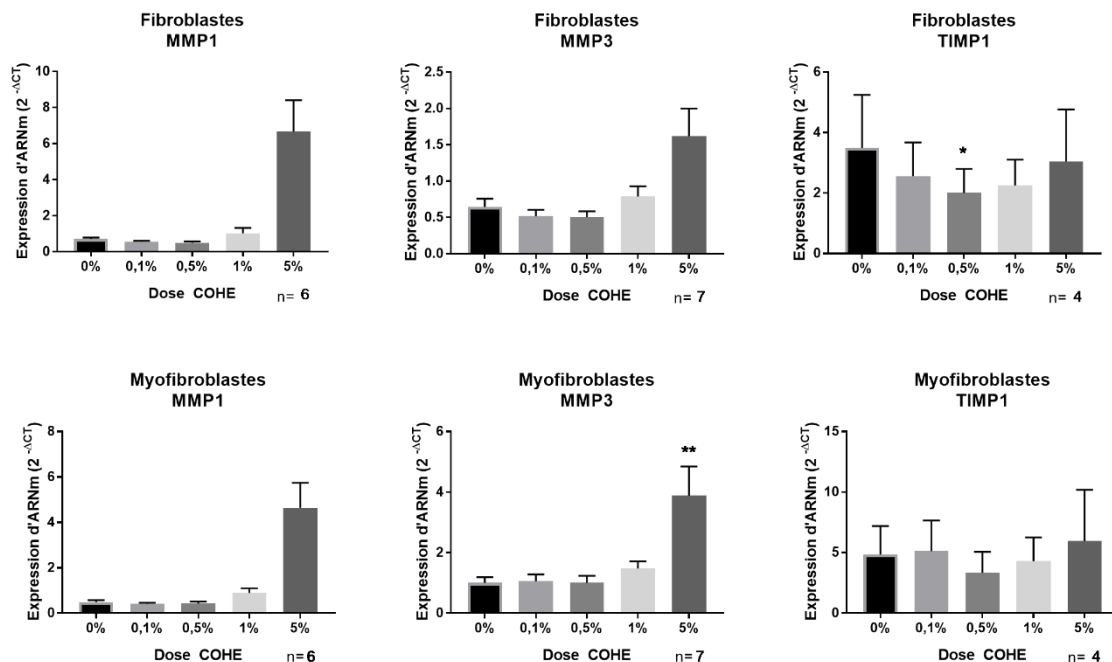 Fibroblastes
MMP1
Expression d'ARNm (2 -ΔCT)
10
8
6
4
2
0
0% 0,1% 0,5% 1% 5%
Dose COHE n= 6
Fibroblastes
MMP3
Expression d'ARNm (2 -ΔCT)
2.5
2.0
1.5
1.0
0.5
0.0
0% 0,1% 0,5% 1% 5%
Dose COHE n= 7
Fibroblastes
TIMP1
Expression d'ARNm (2 -ΔCT)
6
4
2
0
*
0% 0,1% 0,5% 1% 5%
Dose COHE n= 4
Myofibroblastes
MMP1
Expression d'ARNm (2 -ΔCT)
8
6
4
2
0
0% 0,1% 0,5% 1% 5%
Dose COHE n=6
Myofibroblastes
MMP3
Expression d'ARNm (2 -ΔCT)
6
4
2
0
**
0% 0,1% 0,5% 1% 5%
Dose COHE n=7
Myofibroblastes
TIMP1
Expression d'ARNm (2 -ΔCT)
15
10
5
0
0% 0,1% 0,5% 1% 5%
Dose COHE n= 4